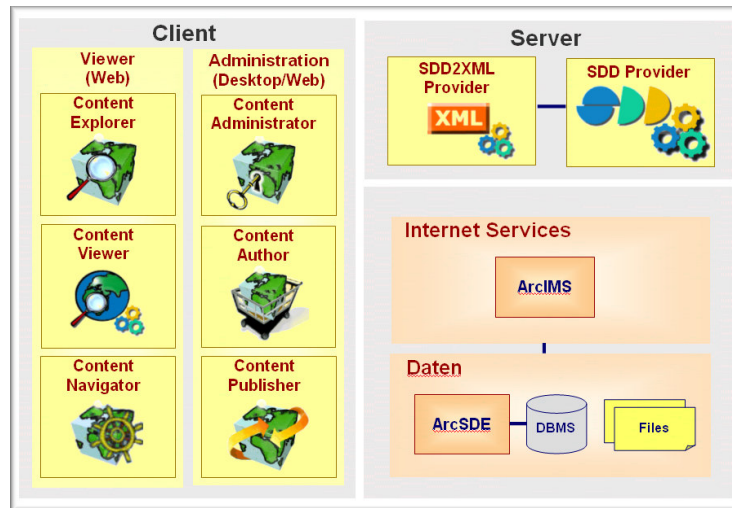 Client
Viewer
(Web)
Content
Explorer
Content
Viewer
Content
Navigator
Administration
(Desktop/Web)
Content
Administrator
Content
Author
Content
Publisher
Server
SDD2XML
Provider
XML
SDD Provider
Internet Services
ArcIMS
Daten
ArcSDE
DBMS
Files